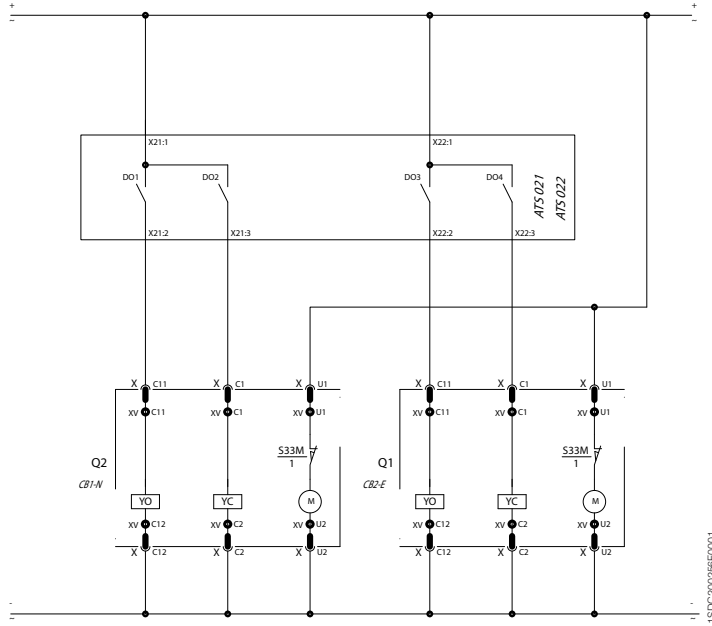 + +
X21:1 X22:1
DO1 DO2 DO3 DO4
ATS 021
ATS 022
X21:2 X21:3 X22:2 X22:3
X C11 X C1 X U1 X C11 X C1 X U1
XV C11 XV C1 XV U1 XV C11 XV C1 XV U1
S33M S33M
1 1
Q2 Q1
CB1-N CB2-E
YO YC M YO YC M
XV C12 XV C2 XV U2 XV C12 XV C2 XV U2
X C12 X C2 X U2 X C12 X C2 X U2
- -
- -